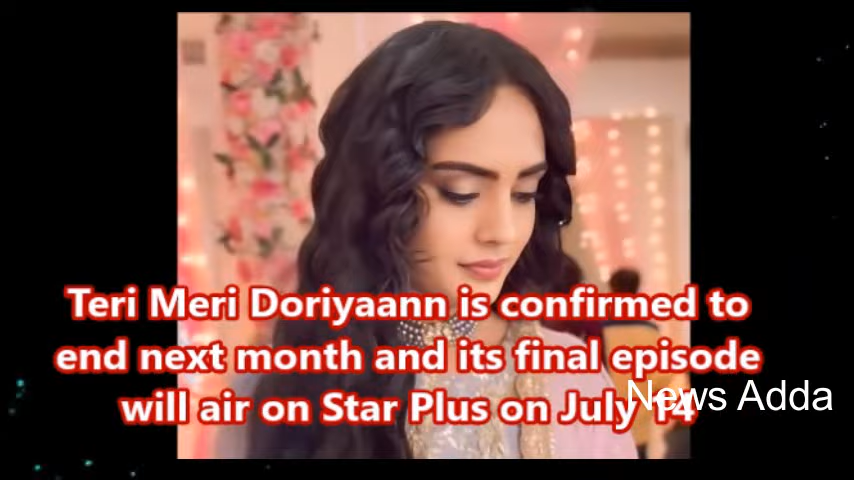 Teri Meri Doriyaann is confirmed to
end next month and its final episode
will air on Star Plus on July 14
News Adda